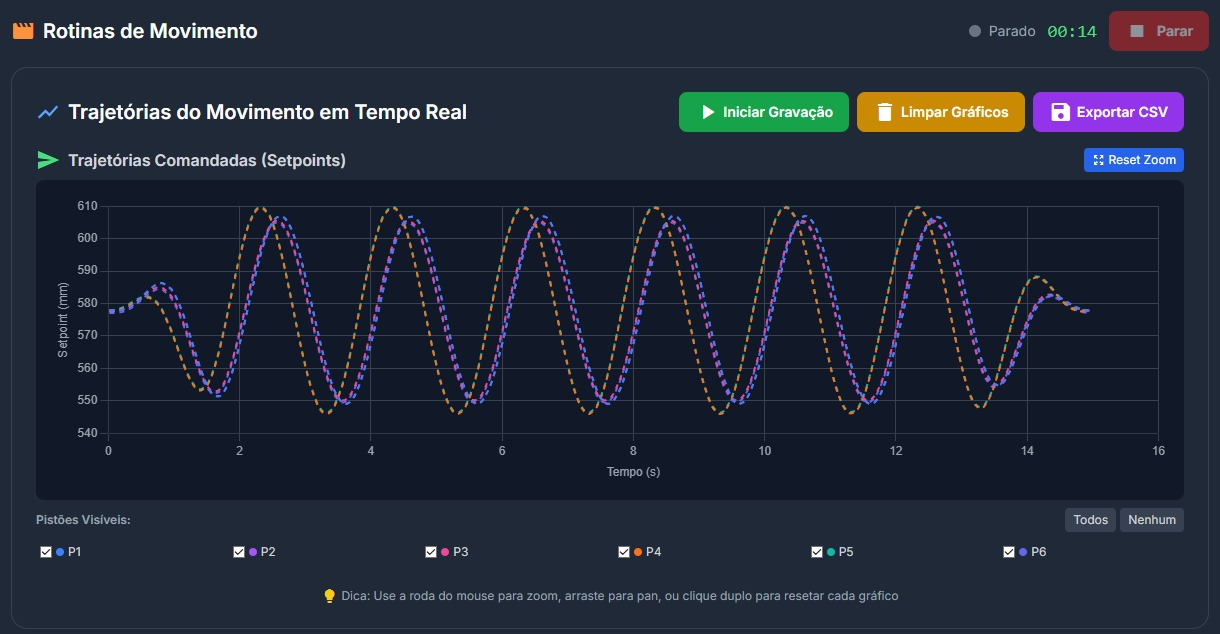 Rotinas de Movimento
Parado 00:14 Parar
Trajetórias do Movimento em Tempo Real
Iniciar Gravação Limpar Gráficos Exportar CSV
Trajetórias Comandadas (Setpoints)
Reset Zoom
610
600
590
580
570
560
550
540
Setpoint (mm)
0 2 4 6 8 10 12 14 16
Tempo (s)
Pistões Visíveis:
Todos Nenhum
P1 P2 P3 P4 P5 P6
Dica: Use a roda do mouse para zoom, arraste para pan, ou clique duplo para resetar cada gráfico